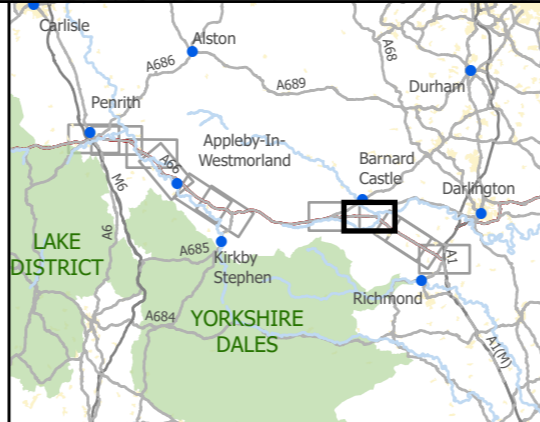 Carlisle
Alston
A686
A68
A689
Durham
Penrith
Appleby-In-
Westmorland
A66
Barnard
Castle
Darlington
M6
A6
LAKE
DISTRICT
A685
Kirkby
Stephen
A1
Richmond
A684
YORKSHIRE
DALES
A1(M)